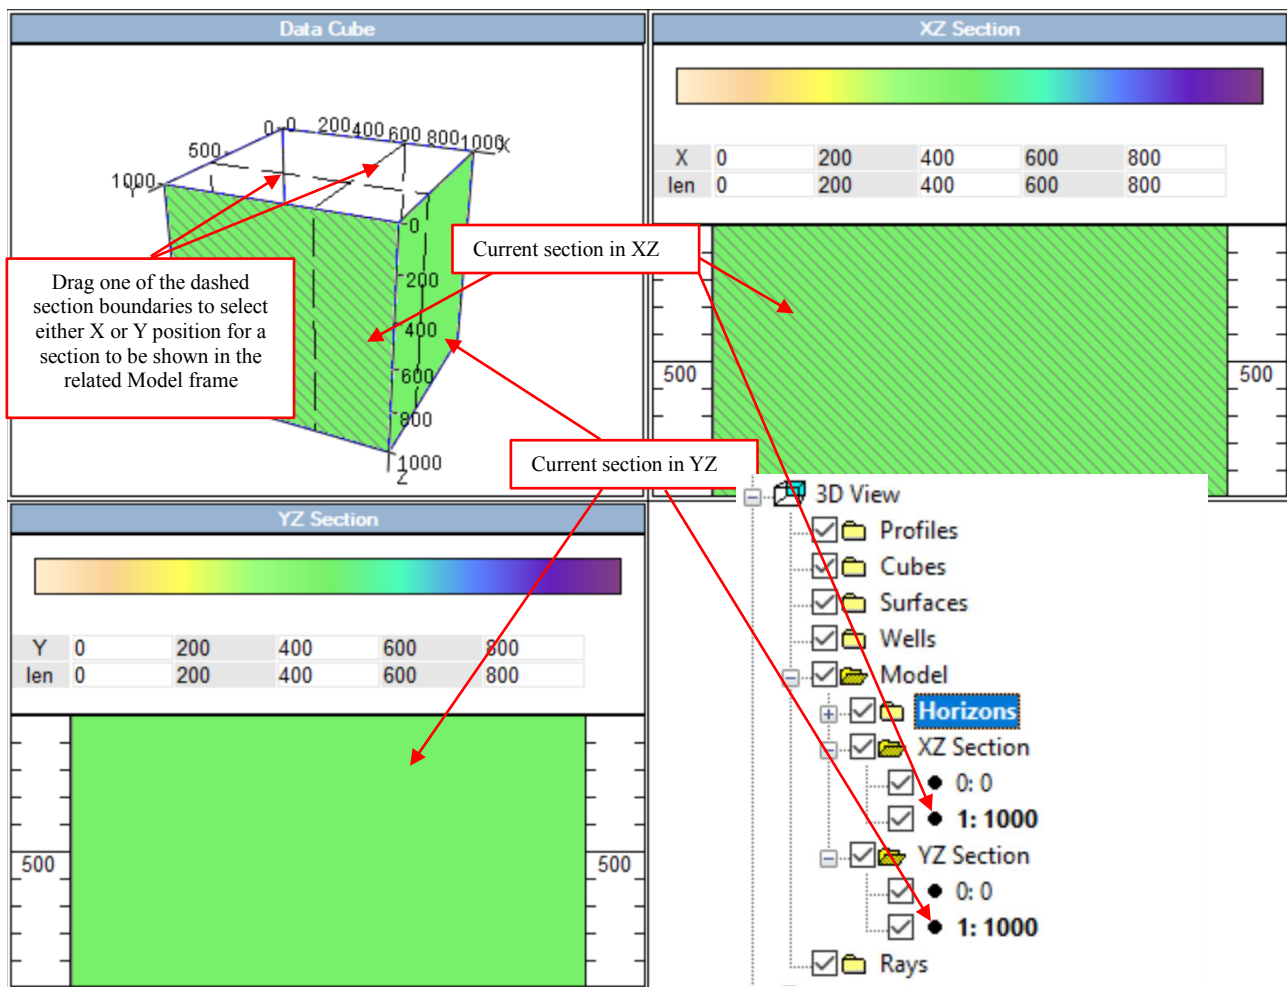 Data Cube
0 0 200 400 600 800 1000 X
500
1000
Y
0
200
400
600
800
1000
Z
Drag one of the dashed
section boundaries to select
either X or Y position for a
section to be shown in the
related Model frame
Current section in XZ
Current section in YZ
XZ Section
X 0 200 400 600 800
len 0 200 400 600 800
500 500
YZ Section
Y 0 200 400 600 800
len 0 200 400 600 800
500 500
3D View
Profiles
Cubes
Surfaces
Wells
Model
Horizons
XZ Section
0: 0
1: 1000
YZ Section
0: 0
1: 1000
Rays